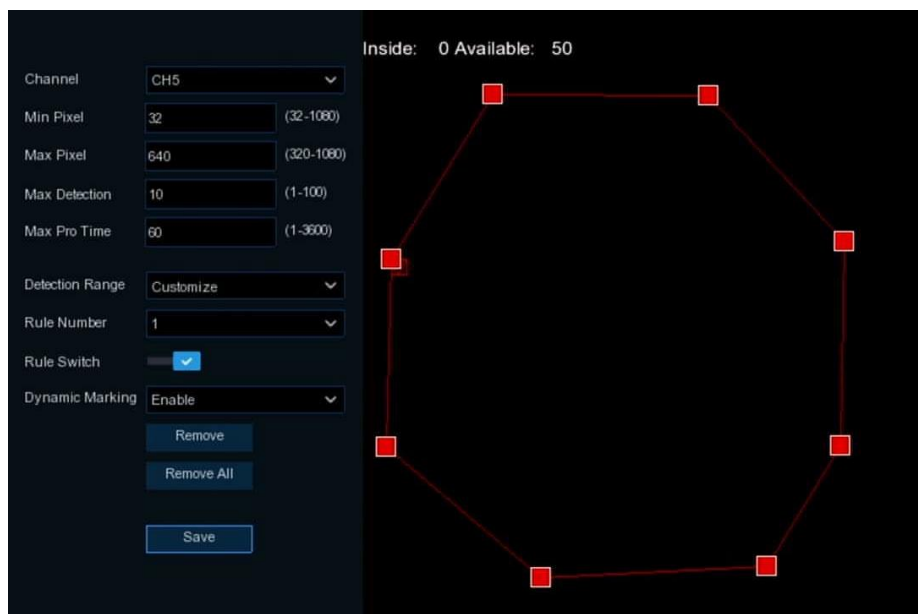 Inside: 0 Available: 50
Channel CH5
Min Pixel 32 (32-1080)
Max Pixel 640 (320-1080)
Max Detection 10 (1-100)
Max Pro Time 60 (1-3600)
Detection Range Customize
Rule Number 1
Rule Switch
Dynamic Marking Enable
Remove
Remove All
Save